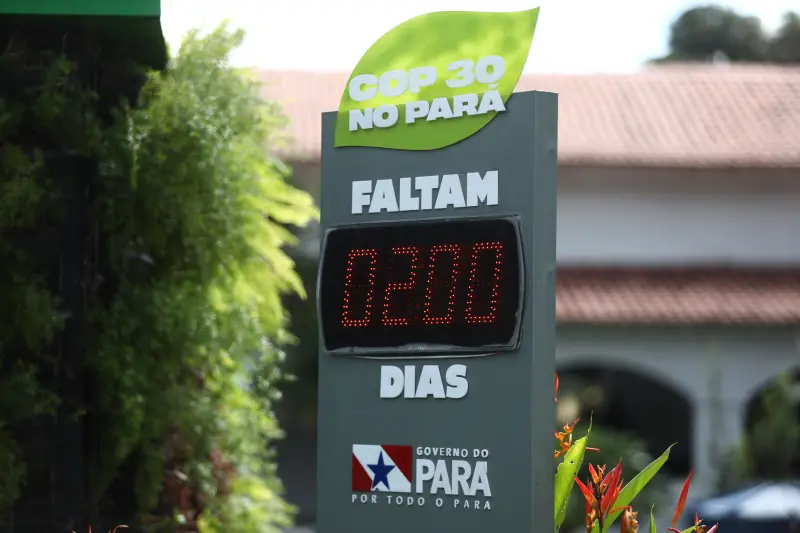 COP 30
NO PARÁ
FALTAM
0200
DIAS
GOVERNO DO
PARÁ
POR TODO O PARÁ